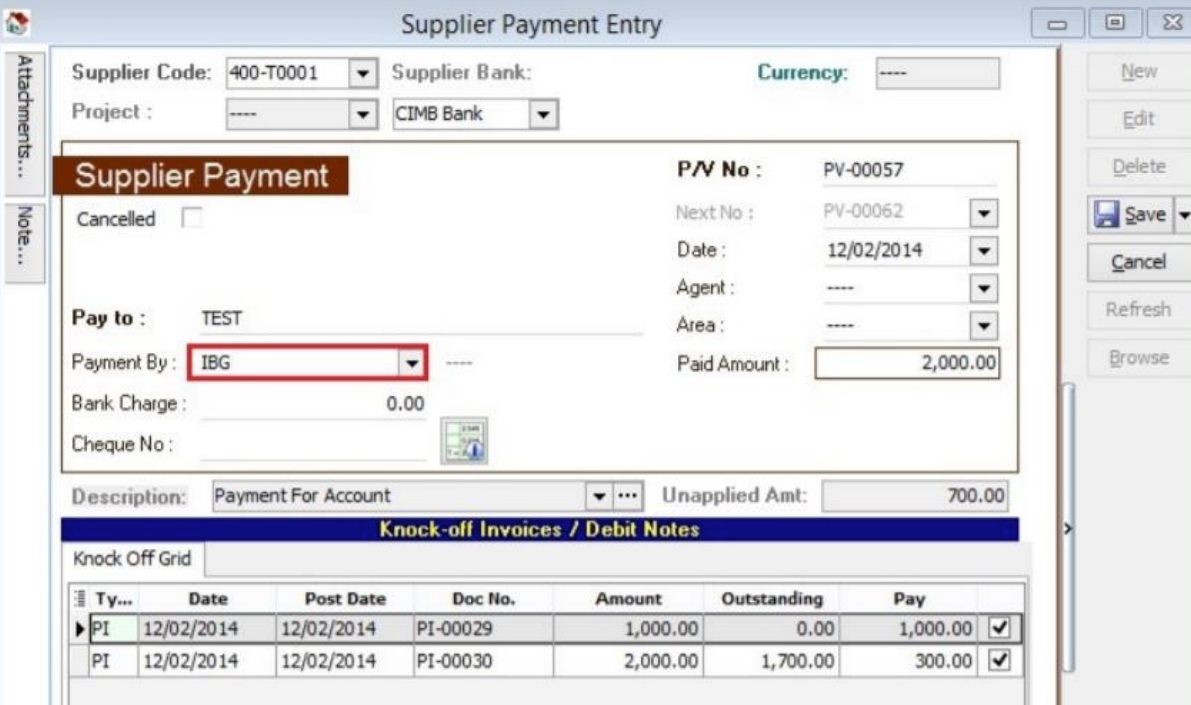 Supplier Payment Entry
Attachments...
Note...
Supplier Code: 400-T0001 Supplier Bank: Currency: ----
Project : ---- CIMB Bank
Supplier Payment
Cancelled
P/V No : PV-00057
Next No : PV-00062
Date : 12/02/2014
Agent : ----
Pay to : TEST
Area : ----
Payment By : IBG ----
Paid Amount : 2,000.00
Bank Charge : 0.00
Cheque No :
Description: Payment For Account ... Unapplied Amt: 700.00
Knock-off Invoices / Debit Notes
Knock Off Grid
Ty... Date Post Date Doc No. Amount Outstanding Pay
PI 12/02/2014 12/02/2014 PI-00029 1,000.00 0.00 1,000.00
PI 12/02/2014 12/02/2014 PI-00030 2,000.00 1,700.00 300.00
New
Edit
Delete
Save
Cancel
Refresh
Browse